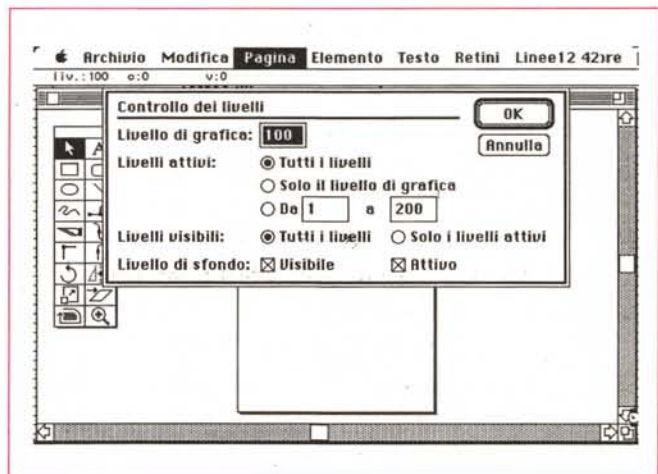 Archivio Modifica Pagina Elemento Testo Retini Linee12 42ore
liv.:100 o:0 v:0
Controllo dei livelli
OK
Livello di grafica: 100
Annulla
Livelli attivi: Tutti i livelli
Solo il livello di grafica
Da 1 a 200
Livelli visibili: Tutti i livelli Solo i livelli attivi
Livello di sfondo: Visibile Attivo
A